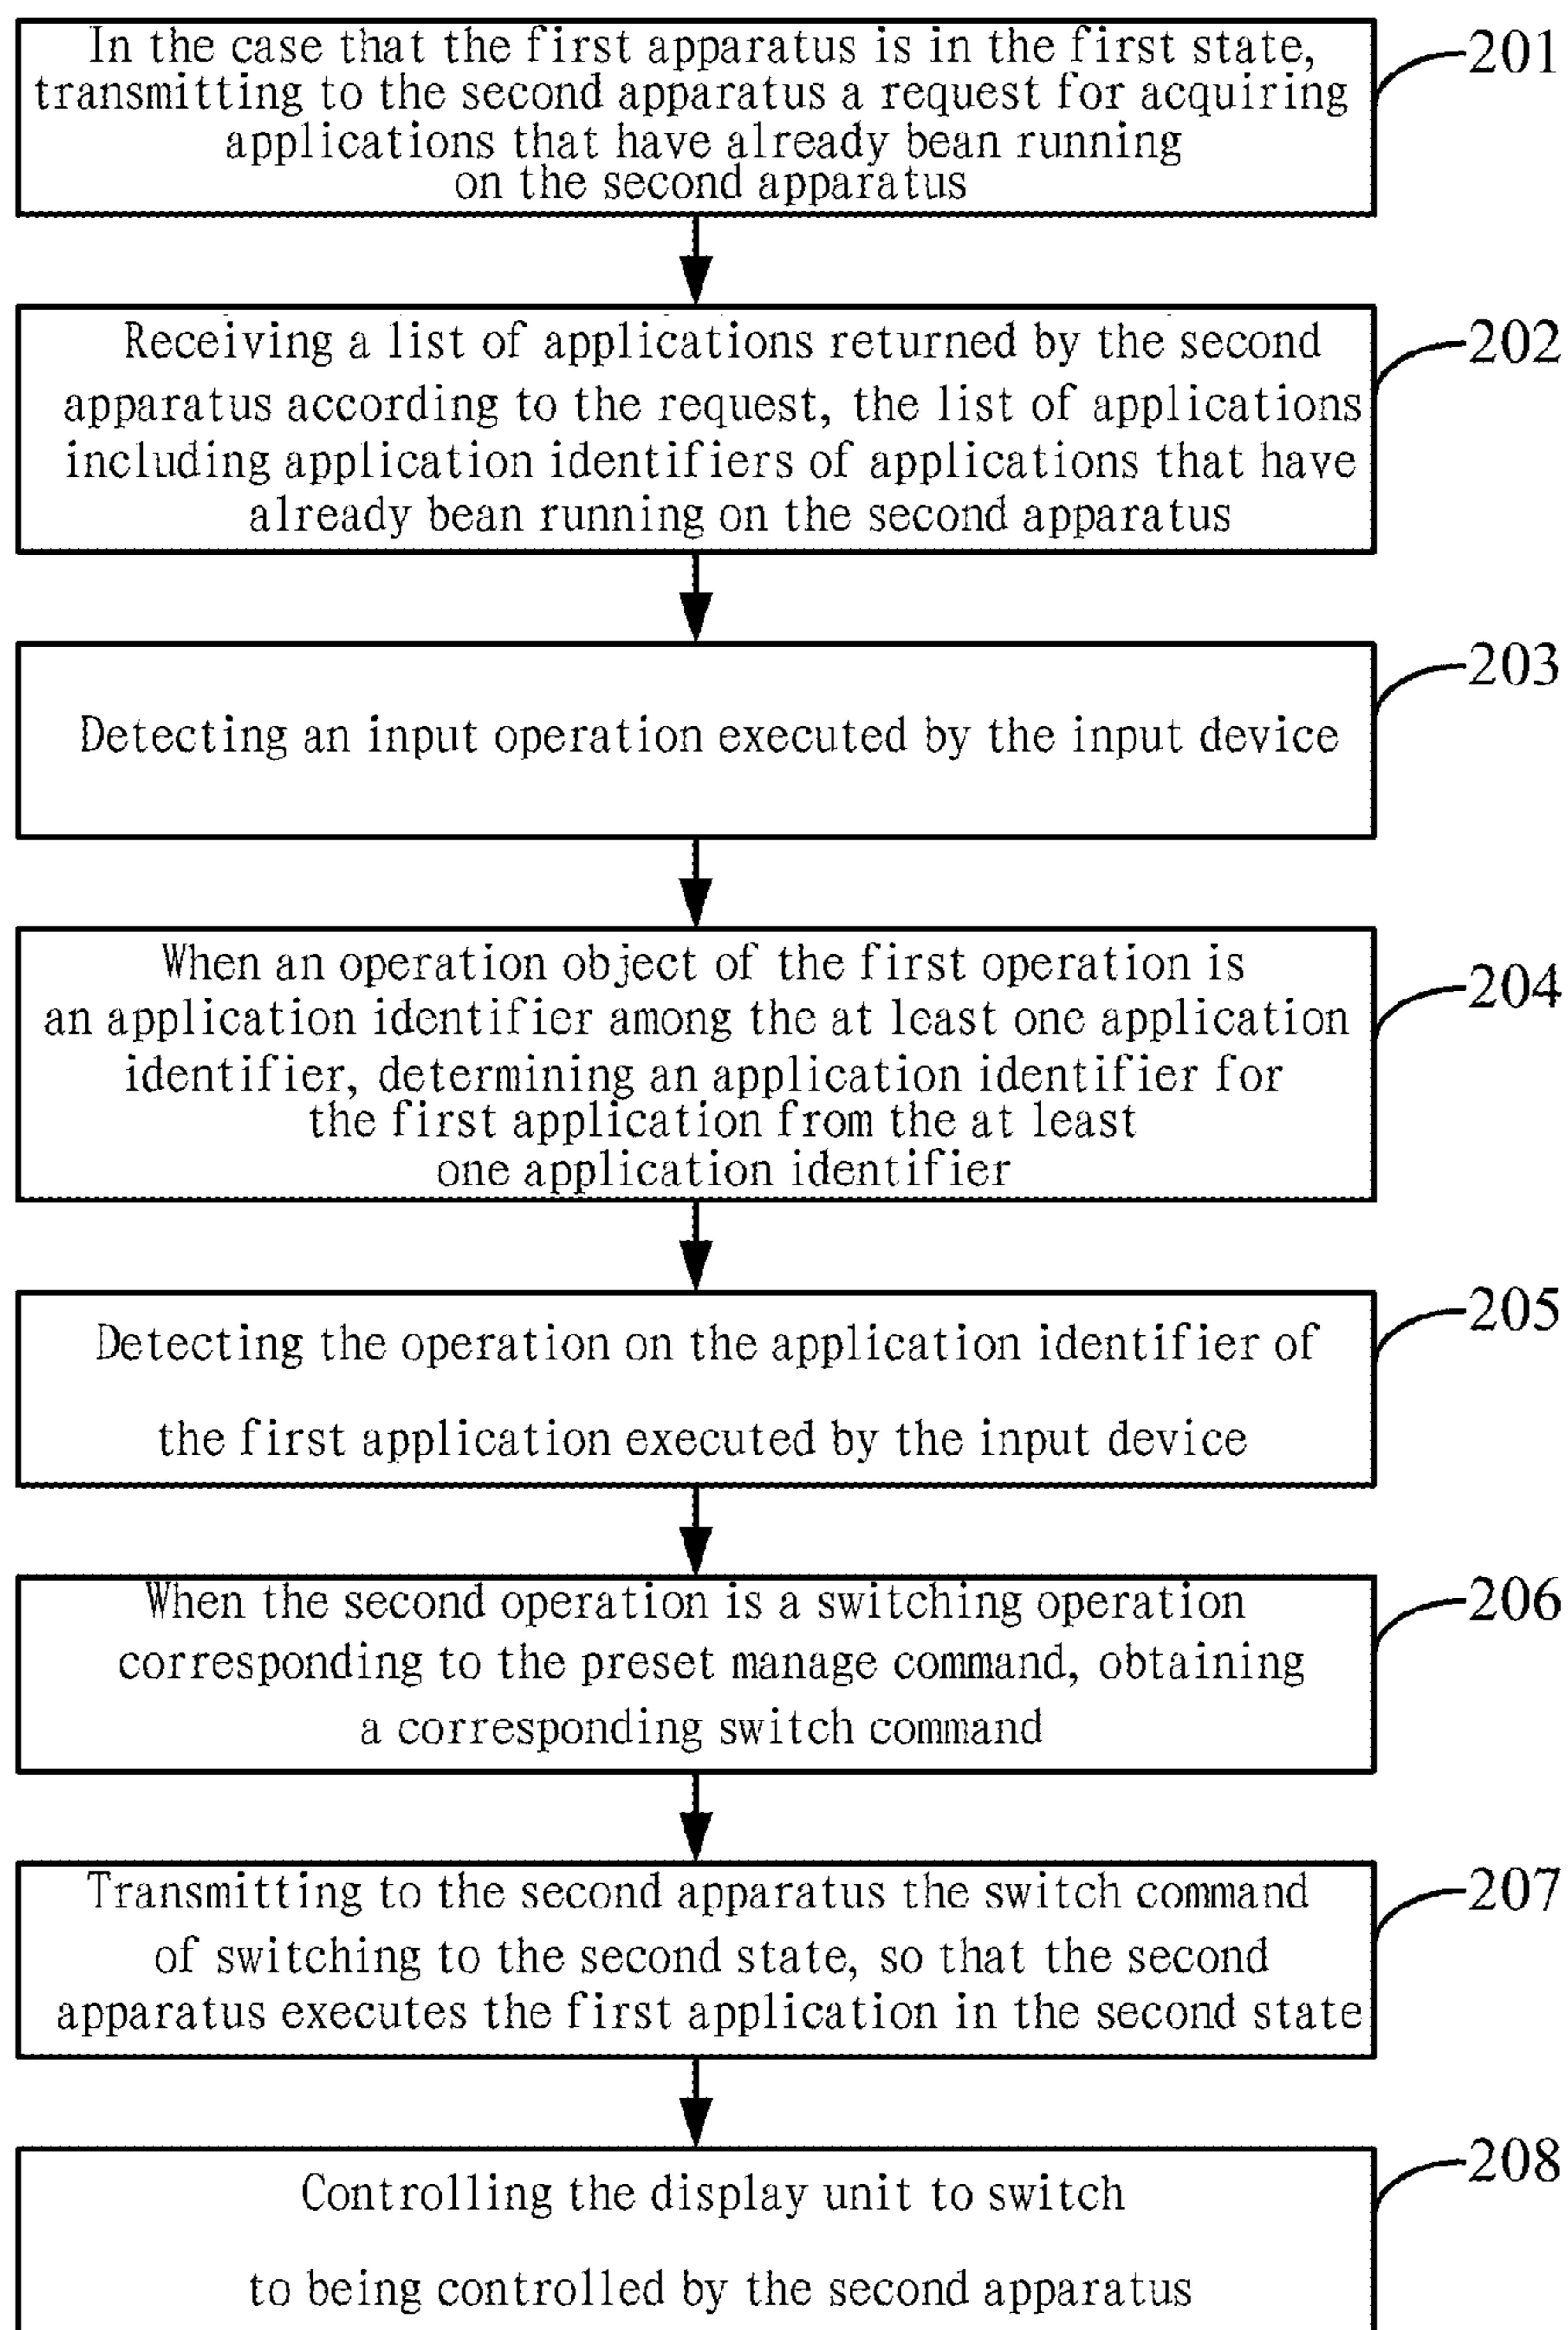 In the case that the first apparatus is in the first state,
transmitting to the second apparatus a request for acquiring
applications that have already bean running
on the second apparatus
201
Receiving a list of applications returned by the second
apparatus according to the request, the list of applications
including application identifiers of applications that have
already bean running on the second apparatus
202
Detecting an input operation executed by the input device
203
When an operation object of the first operation is
an application identifier among the at least one application
identifier, determining an application identifier for
the first application from the at least
one application identifier
204
Detecting the operation on the application identifier of
the first application executed by the input device
205
When the second operation is a switching operation
corresponding to the preset manage command, obtaining
a corresponding switch command
206
Transmitting to the second apparatus the switch command
of switching to the second state, so that the second
apparatus executes the first application in the second state
207
Controlling the display unit to switch
to being controlled by the second apparatus
208